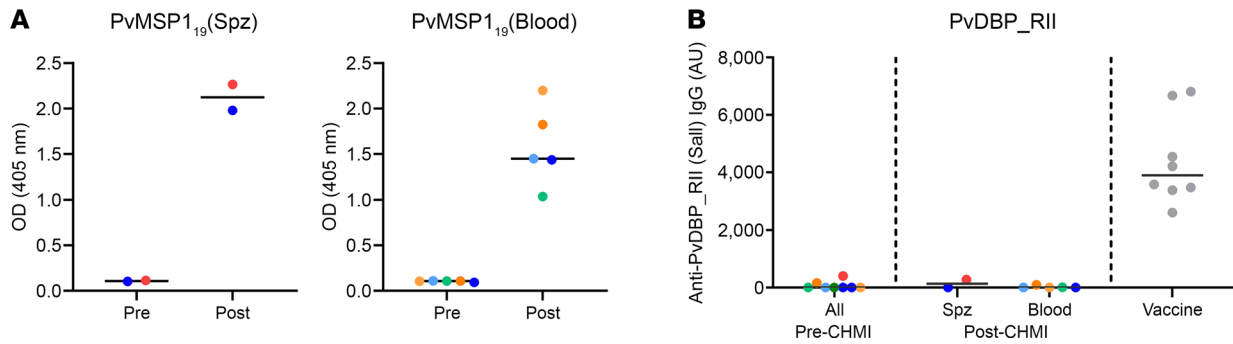 A
PvMSP1₁₉(Spz)
OD (405 nm)
2.5
2.0
1.5
1.0
0.5
0.0
Pre
Post
PvMSP1₁₉(Blood)
OD (405 nm)
2.5
2.0
1.5
1.0
0.5
0.0
Pre
Post
B
PvDBP_RII
Anti-PvDBP_RII (SalI) IgG (AU)
8,000
6,000
4,000
2,000
0
All
Spz
Blood
Vaccine
Pre-CHMI
Post-CHMI